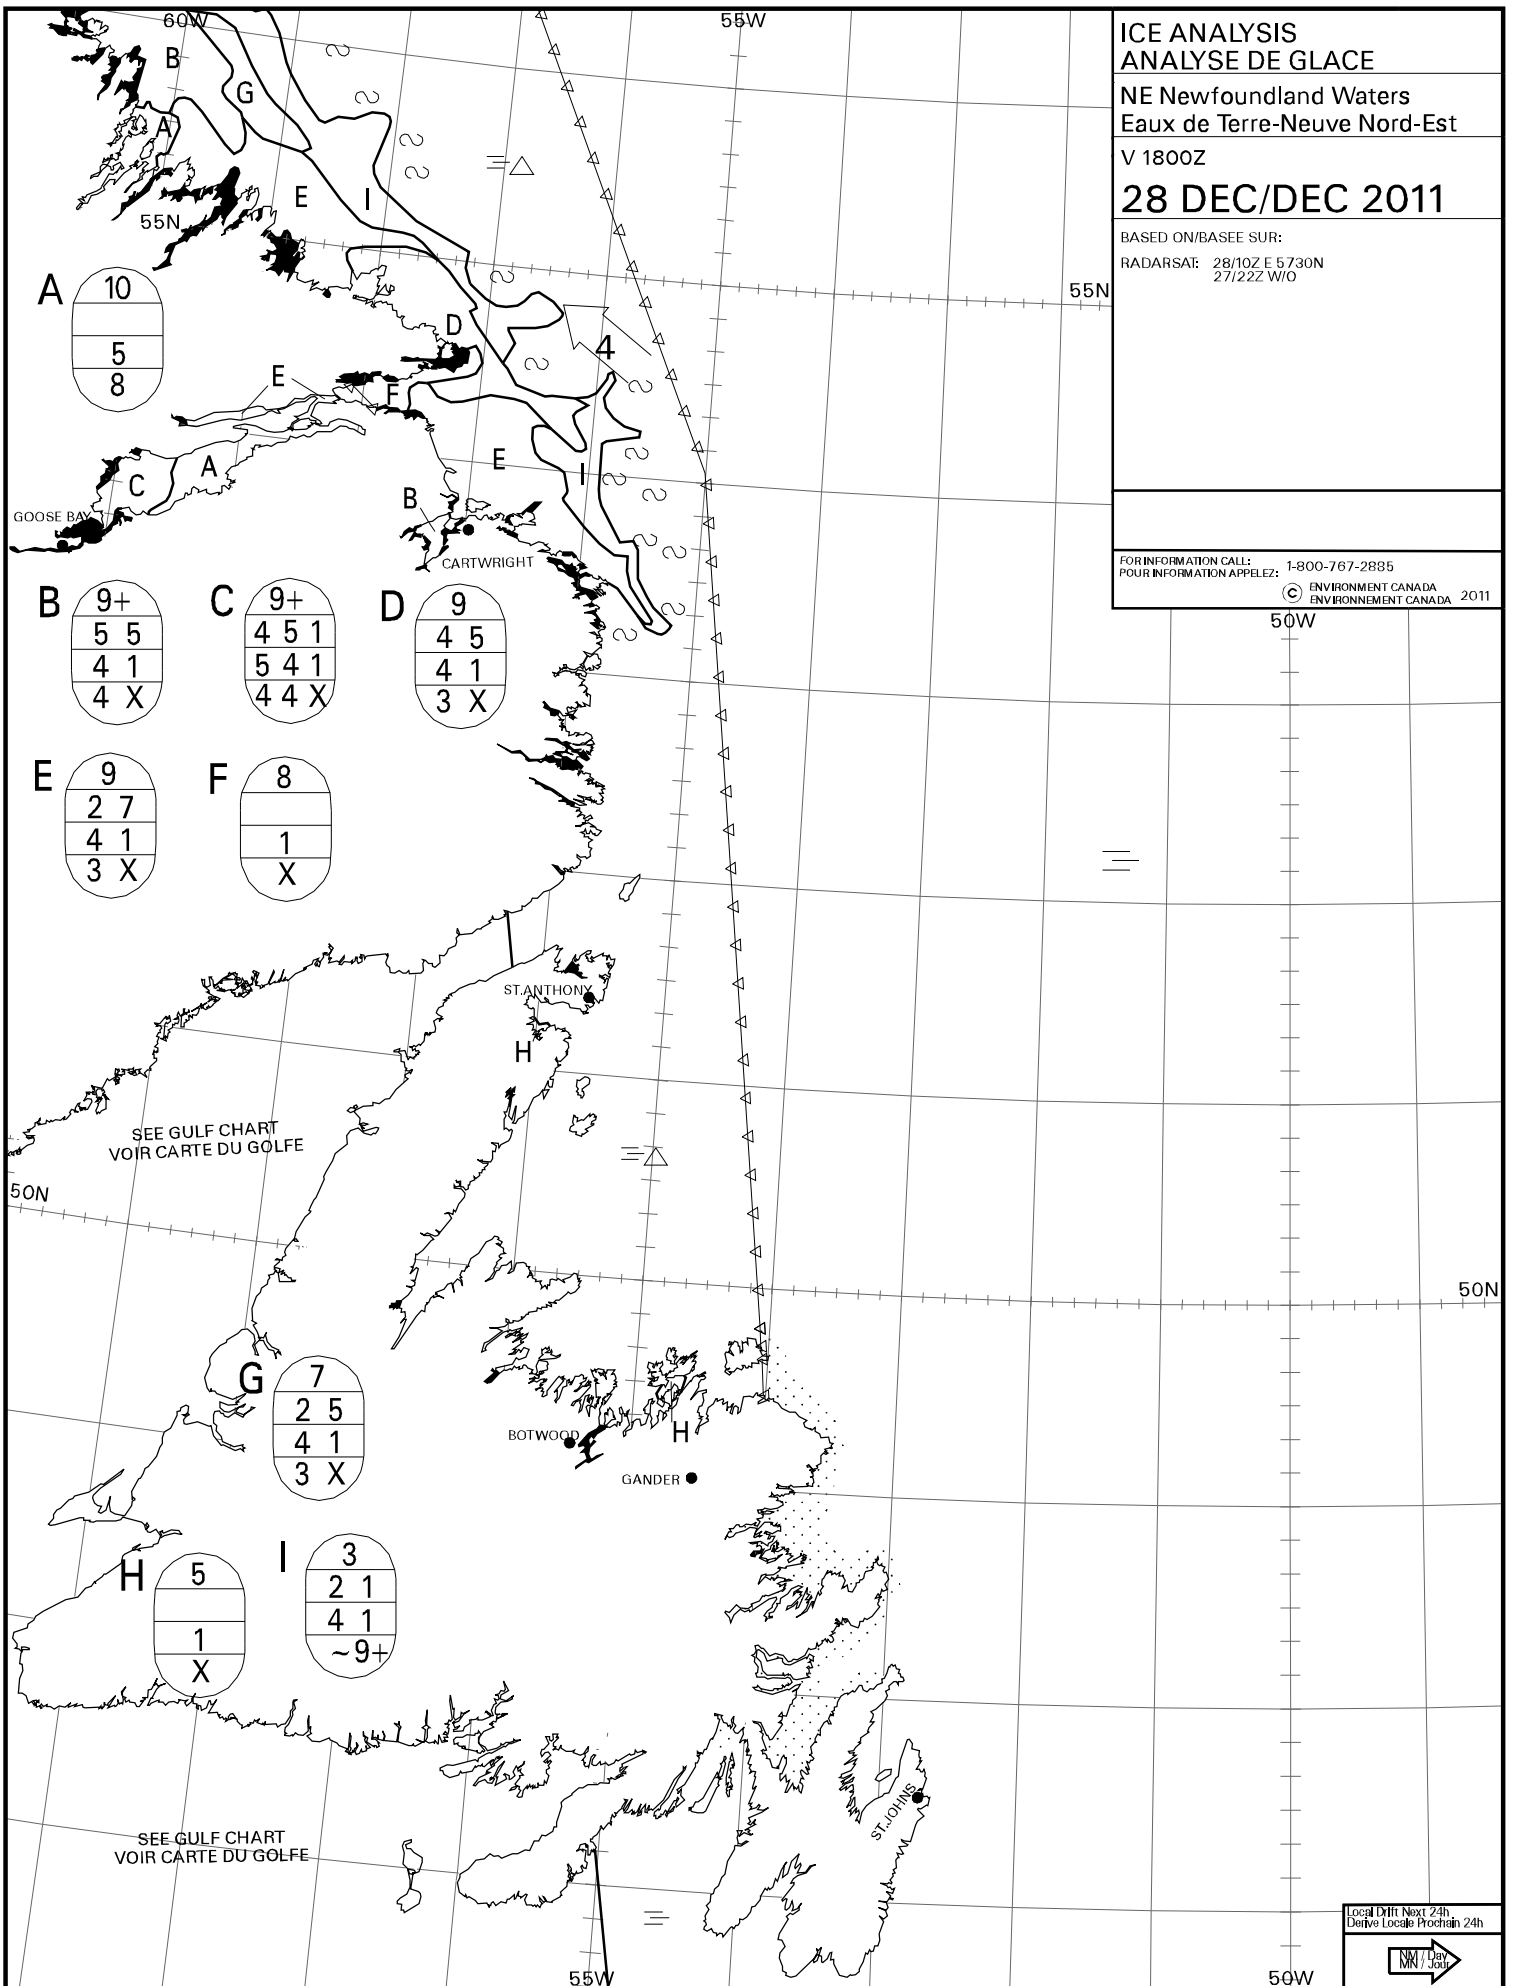 60W
55W
ICE ANALYSIS
ANALYSE DE GLACE
NE Newfoundland Waters
Eaux de Terre-Neuve Nord-Est
V 1800Z
28 DEC/DEC 2011
BASED ON/BASEE SUR:
RADARSAT: 28/10Z E 5730N
27/22Z W/O
FOR INFORMATION CALL:
POUR INFORMATION APPELEZ: 1-800-767-2885
© ENVIRONMENT CANADA
ENVIRONNEMENT CANADA 2011
B
G
A
E
I
55N
55N
D
4
E
F
E
I
C
A
B
GOOSE BAY
CARTWRIGHT
A
10
5
8
B
9+
5 5
4 1
4 X
C
9+
4 5 1
5 4 1
4 4 X
D
9
4 5
4 1
3 X
50W
E
9
2 7
4 1
3 X
F
8
1
X
ST.ANTHONY
H
SEE GULF CHART
VOIR CARTE DU GOLFE
50N
50N
G
7
2 5
4 1
3 X
BOTWOOD
H
GANDER
H
5
1
X
I
3
2 1
4 1
~9+
ST.JOHNS
SEE GULF CHART
VOIR CARTE DU GOLFE
55W
50W
Local Drift Next 24h
Derive Locale Prochain 24h
NM / Day
MN / Jour